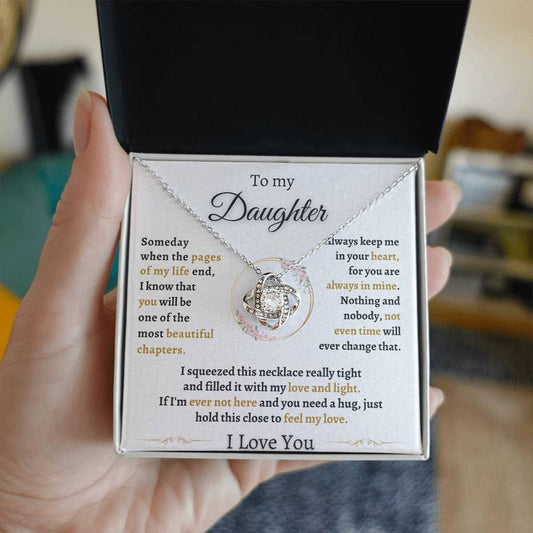 To my
Daughter
Someday
when the pages
of my life end,
I know that
you will be
one of the
most beautiful
chapters.
Always keep me
in your heart,
for you are
always in mine.
Nothing and
nobody, not
even time will
ever change that.
I squeezed this necklace really tight
and filled it with my love and light.
If I'm ever not here and you need a hug, just
hold this close to feel my love.
I Love You